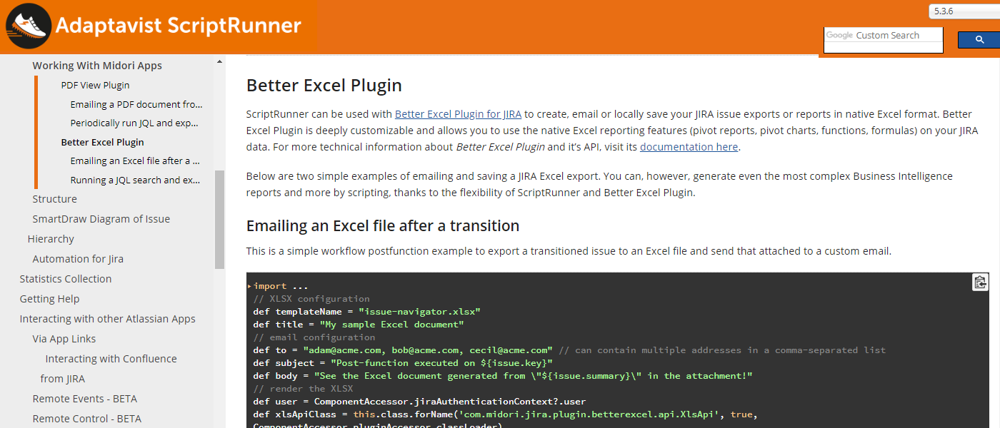 Adaptavist ScriptRunner
5.3.6
Google Custom Search
Working With Midori Apps
PDF View Plugin
Emailing a PDF document fro...
Periodically run JQL and exp...
Better Excel Plugin
Emailing an Excel file after a ...
Running a JQL search and ex...
Structure
SmartDraw Diagram of Issue
Hierarchy
Automation for Jira
Statistics Collection
Getting Help
Interacting with other Atlassian Apps
Via App Links
Interacting with Confluence
from JIRA
Remote Events - BETA
Remote Control - BETA
Better Excel Plugin
ScriptRunner can be used with Better Excel Plugin for JIRA to create, email or locally save your JIRA issue exports or reports in native Excel format. Better
Excel Plugin is deeply customizable and allows you to use the native Excel reporting features (pivot reports, pivot charts, functions, formulas) on your JIRA
data. For more technical information about Better Excel Plugin and it's API, visit its documentation here.
Below are two simple examples of emailing and saving a JIRA Excel export. You can, however, generate even the most complex Business Intelligence
reports and more by scripting, thanks to the flexibility of ScriptRunner and Better Excel Plugin.
Emailing an Excel file after a transition
This is a simple workflow postfunction example to export a transitioned issue to an Excel file and send that attached to a custom email.
import ...
// XLSX configuration
def templateName = "issue-navigator.xlsx"
def title = "My sample Excel document"
// email configuration
def to = "adam@acme.com, bob@acme.com, cecil@acme.com" // can contain multiple addresses in a comma-separated list
def subject = "Post-function executed on ${issue.key}"
def body = "See the Excel document generated from \"${issue.summary}\" in the attachment!"
// render the XLSX
def user = ComponentAccessor.jiraAuthenticationContext?.user
def xlsApiClass = this.class.forName('com.midori.jira.plugin.betterexcel.api.XlsApi', true,
ComponentAccessor.pluginAccessor.classLoader)